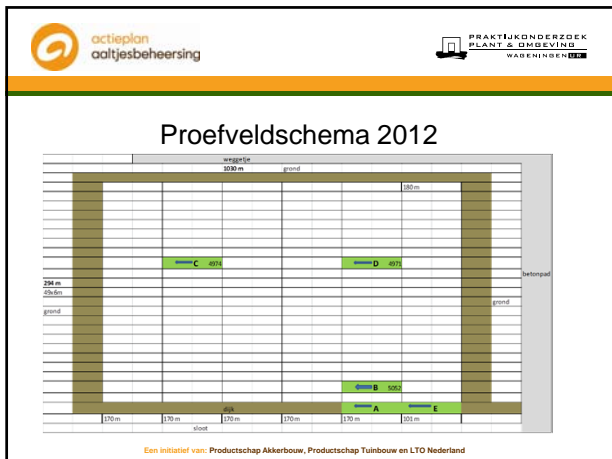 actieplan
aaltjesbeheersing
PRAKTIJKONDERZOEK
PLANT & OMGEVING
WAGENINGEN UR
Proefveldschema 2012
weggetje
1030 m grond
180 m
C 4974
D 4971
betonpad
294 m
49x6m
grond
grond
B 5052
dijk A E
170 m 170 m 170 m 170 m 170 m 101 m
sloot
Een initiatief van: Productschap Akkerbouw, Productschap Tuinbouw en LTO Nederland